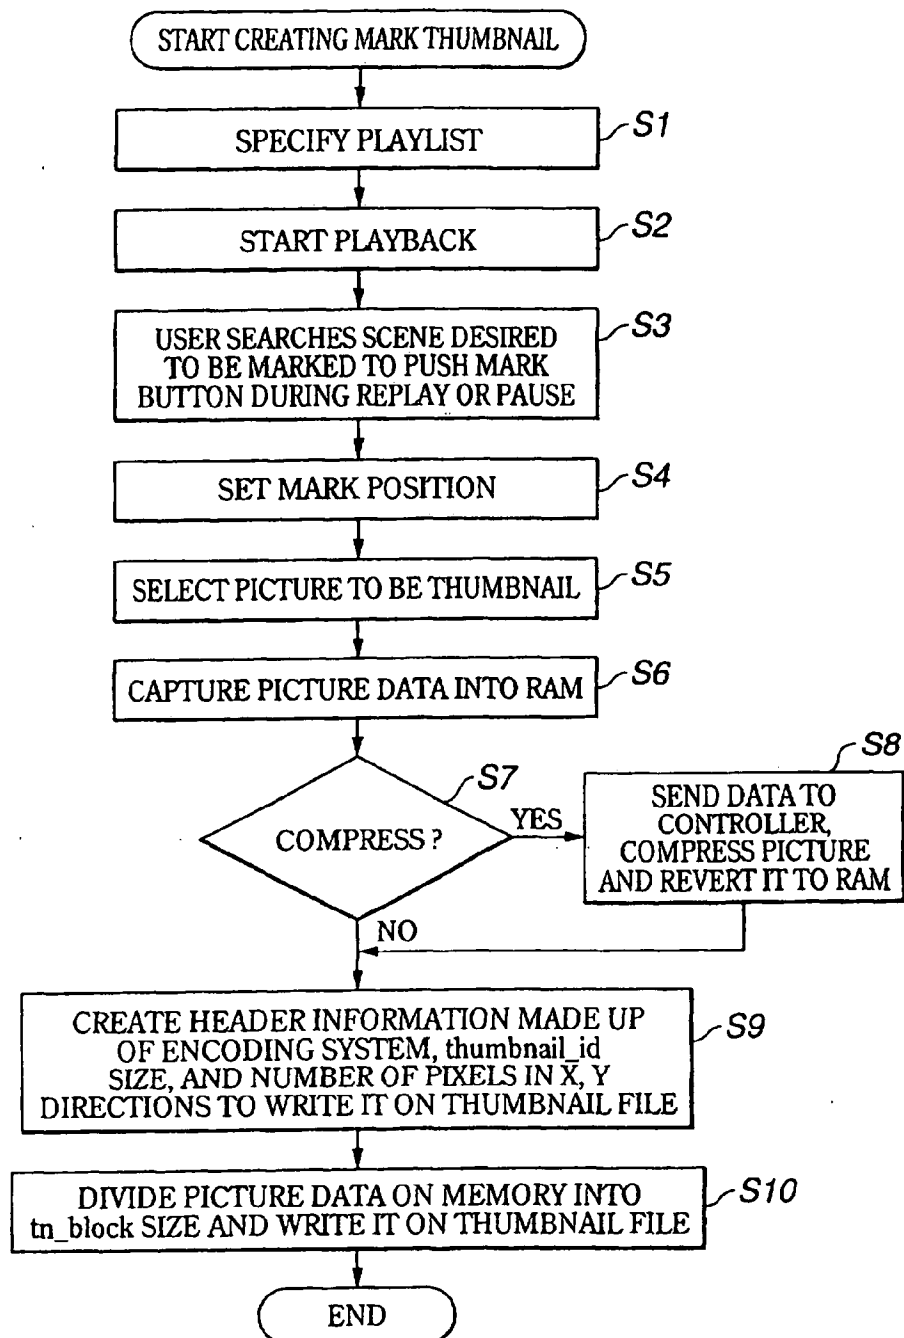 START CREATING MARK THUMBNAIL
SPECIFY PLAYLIST
S1
START PLAYBACK
S2
USER SEARCHES SCENE DESIRED
TO BE MARKED TO PUSH MARK
BUTTON DURING REPLAY OR PAUSE
S3
SET MARK POSITION
S4
SELECT PICTURE TO BE THUMBNAIL
S5
CAPTURE PICTURE DATA INTO RAM
S6
COMPRESS ?
S7
YES
SEND DATA TO
CONTROLLER,
COMPRESS PICTURE
AND REVERT IT TO RAM
S8
NO
CREATE HEADER INFORMATION MADE UP
OF ENCODING SYSTEM, thumbnail_id
SIZE, AND NUMBER OF PIXELS IN X, Y
DIRECTIONS TO WRITE IT ON THUMBNAIL FILE
S9
DIVIDE PICTURE DATA ON MEMORY INTO
tn_block SIZE AND WRITE IT ON THUMBNAIL FILE
S10
END